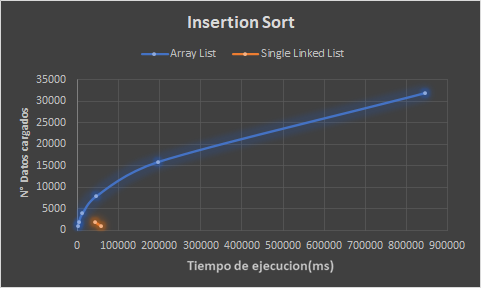 Insertion Sort
Array List Single Linked List
N° Datos cargados
35000
30000
25000
20000
15000
10000
5000
0
0 100000 200000 300000 400000 500000 600000 700000 800000 900000
Tiempo de ejecucion(ms)